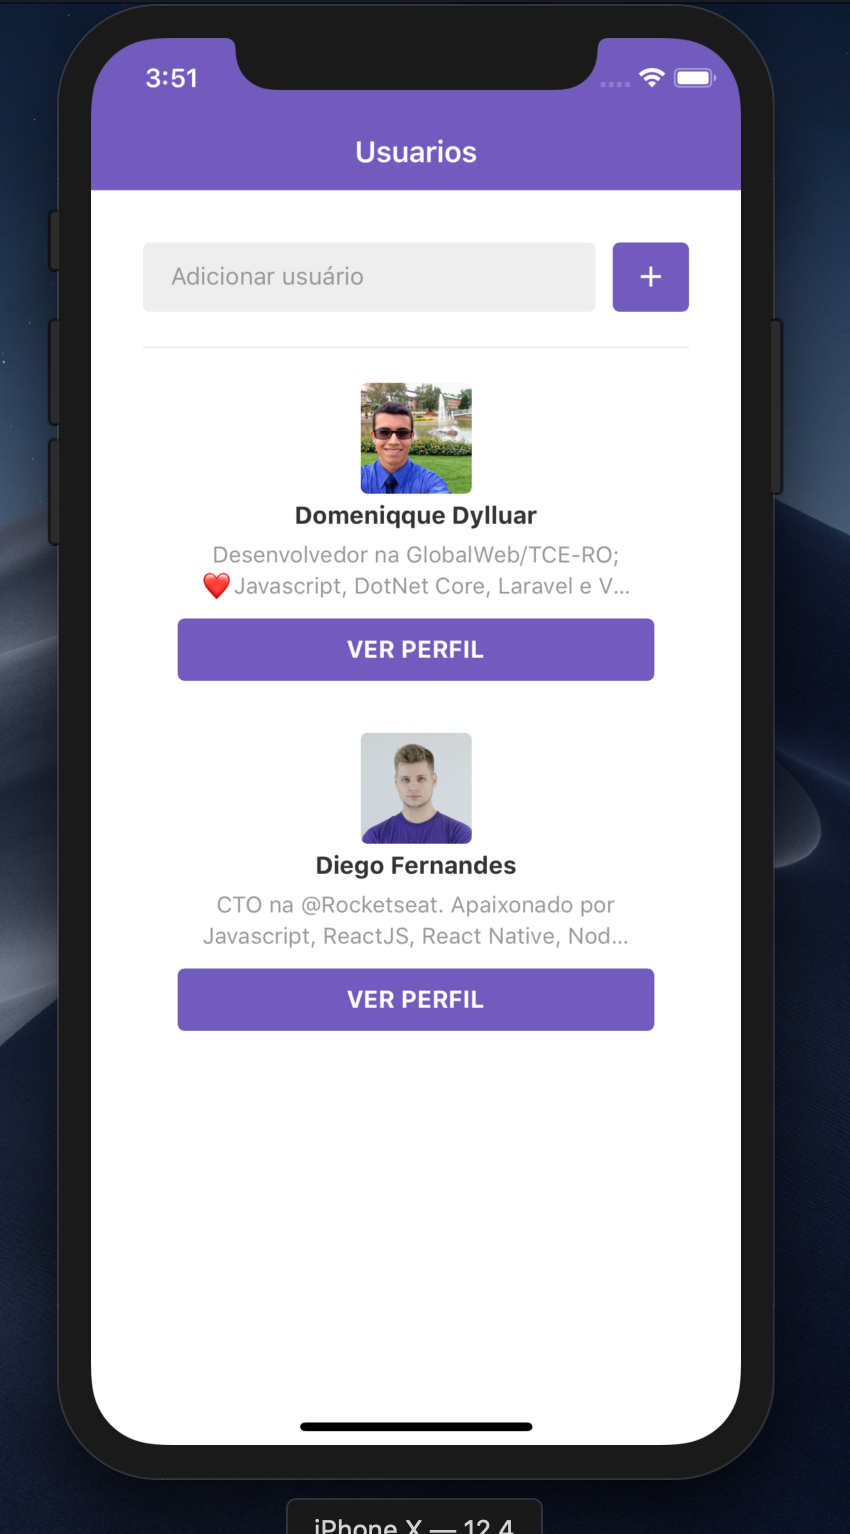 3:51
Usuarios
Adicionar usuário
+
Domeniqque Dylluar
Desenvolvedor na GlobalWeb/TCE-RO;
❤️Javascript, DotNet Core, Laravel e V...
VER PERFIL
Diego Fernandes
CTO na @Rocketseat. Apaixonado por
Javascript, ReactJS, React Native, Nod...
VER PERFIL
iPhone X — 12.4